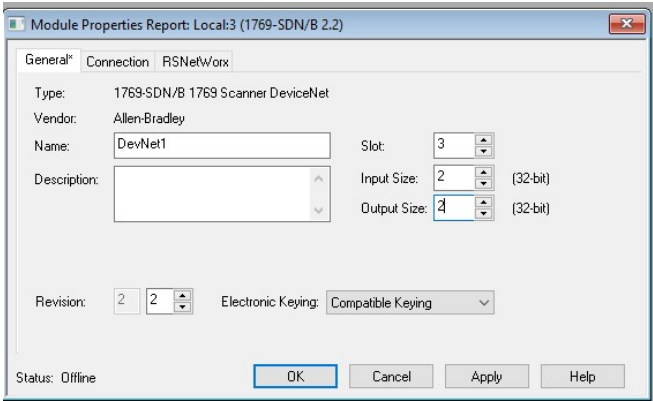 Module Properties Report: Local:3 (1769-SDN/B 2.2)
General* Connection RSNetWorx
Type: 1769-SDN/B 1769 Scanner DeviceNet
Vendor: Allen-Bradley
Name: DevNet1 Slot: 3
Description: Input Size: 2 (32-bit)
Output Size: 2 (32-bit)
Revision: 2 2 Electronic Keying: Compatible Keying
Status: Offline OK Cancel Apply Help